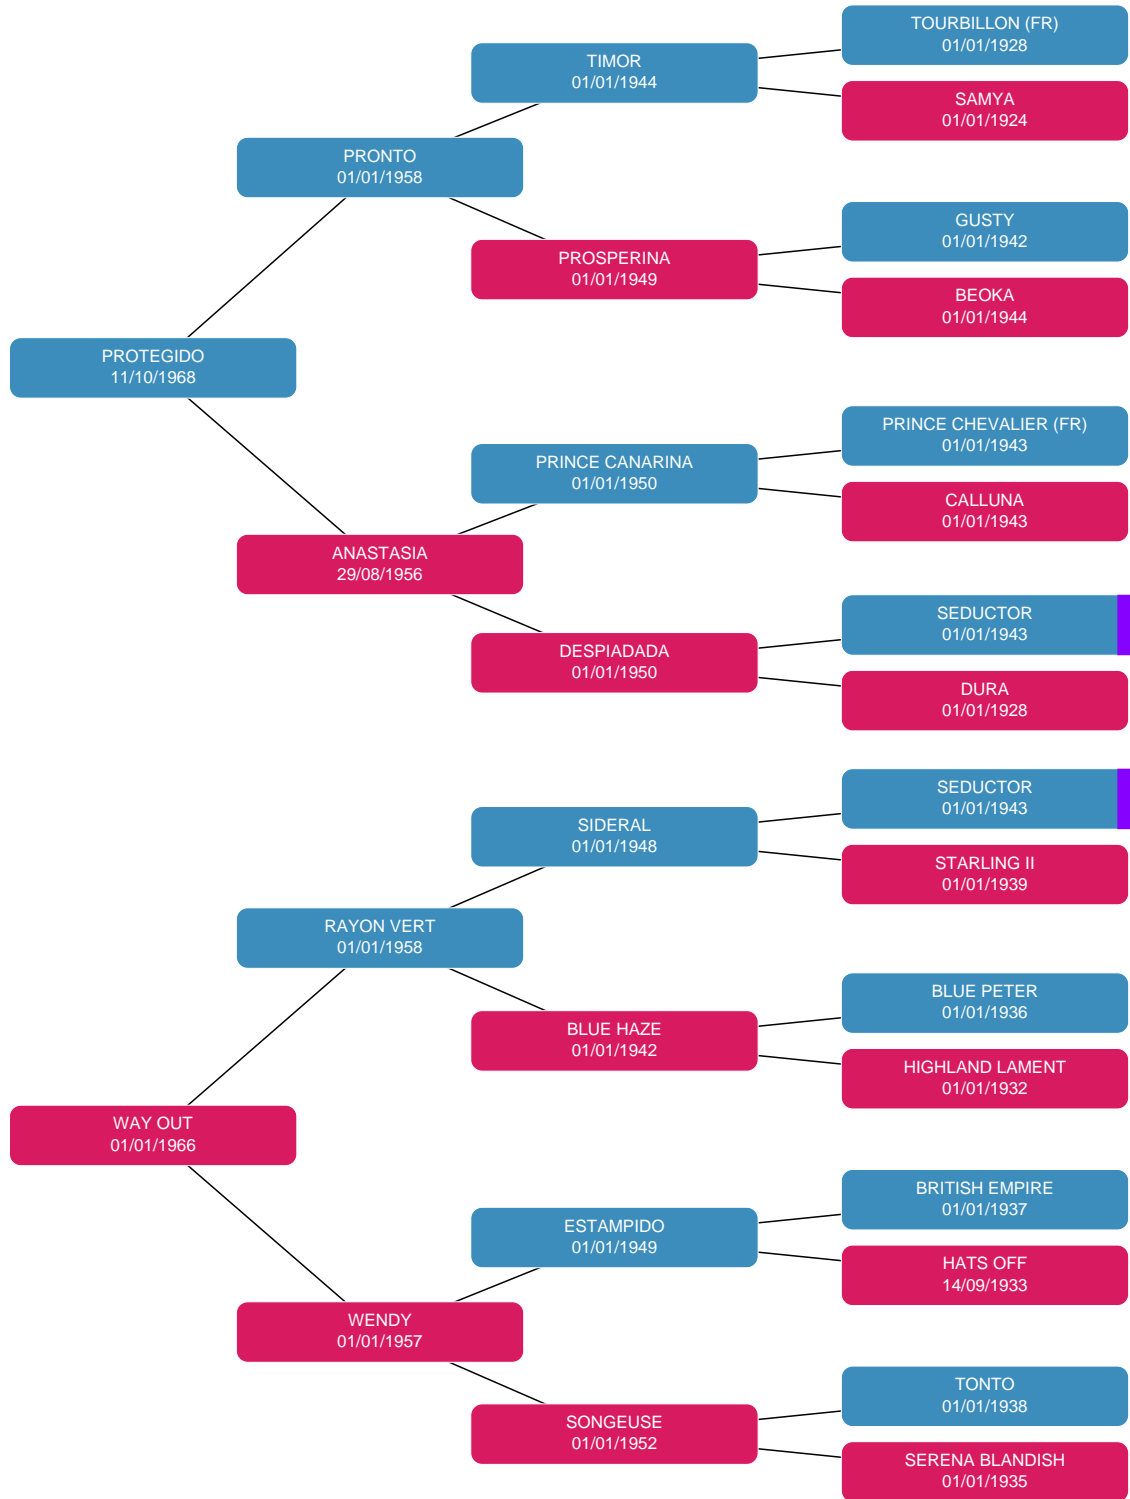 TOURBILLON (FR)
01/01/1928
TIMOR
01/01/1944
SAMYA
01/01/1924
PRONTO
01/01/1958
GUSTY
01/01/1942
PROSPERINA
01/01/1949
BEOKA
01/01/1944
PROTEGIDO
11/10/1968
PRINCE CHEVALIER (FR)
01/01/1943
PRINCE CANARINA
01/01/1950
CALLUNA
01/01/1943
ANASTASIA
29/08/1956
SEDUCTOR
01/01/1943
DESPIADADA
01/01/1950
DURA
01/01/1928
SEDUCTOR
01/01/1943
SIDERAL
01/01/1948
STARLING II
01/01/1939
RAYON VERT
01/01/1958
BLUE PETER
01/01/1936
BLUE HAZE
01/01/1942
HIGHLAND LAMENT
01/01/1932
WAY OUT
01/01/1966
BRITISH EMPIRE
01/01/1937
ESTAMPIDO
01/01/1949
HATS OFF
14/09/1933
WENDY
01/01/1957
TONTO
01/01/1938
SONGEUSE
01/01/1952
SERENA BLANDISH
01/01/1935